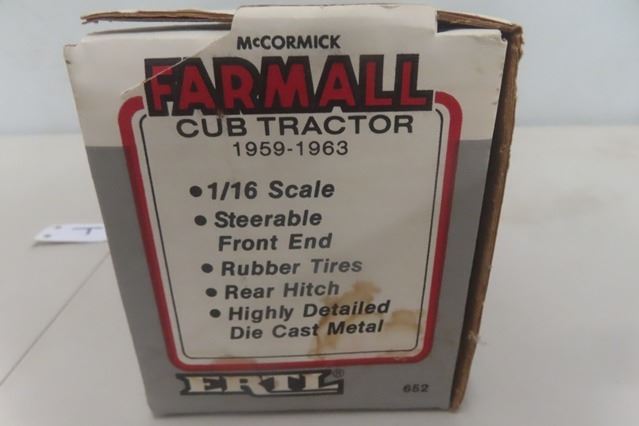 McCORMICK
FARMALL
CUB TRACTOR
1959-1963
• 1/16 Scale
• Steerable
Front End
• Rubber Tires
• Rear Hitch
• Highly Detailed
Die Cast Metal
ERTL®
652